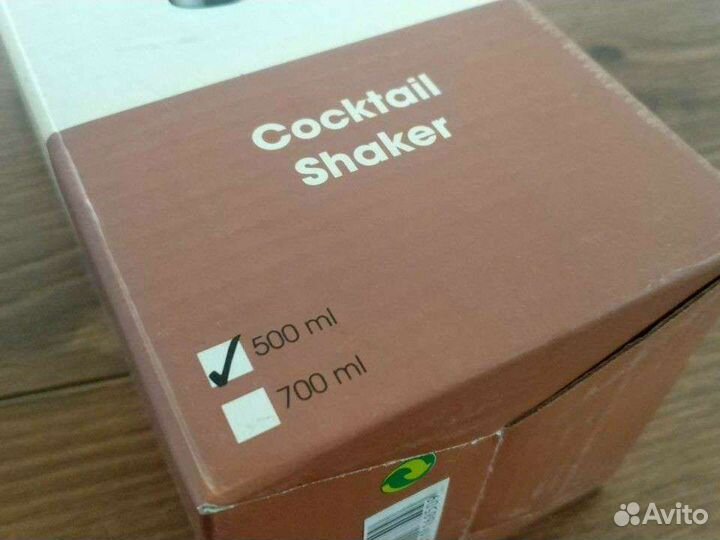 Cocktail
Shaker
500 ml
700 ml
Avito